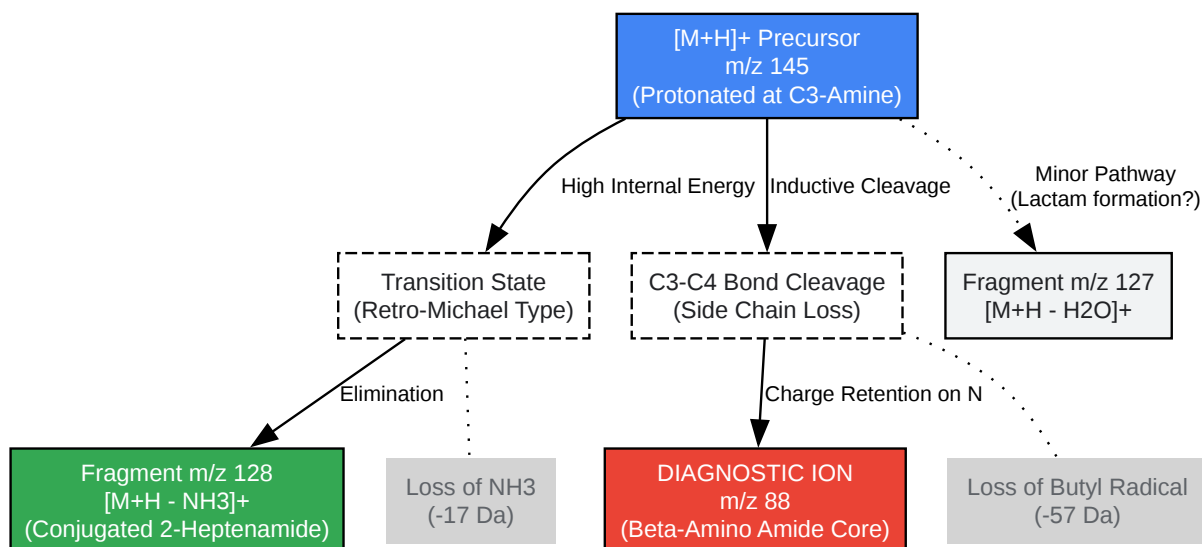 [M+H]+ Precursor
m/z 145
(Protonated at C3-Amine)
High Internal Energy
Inductive Cleavage
Minor Pathway
(Lactam formation?)
Transition State
(Retro-Michael Type)
C3-C4 Bond Cleavage
(Side Chain Loss)
Fragment m/z 127
[M+H - H2O]+
Elimination
Charge Retention on N
Fragment m/z 128
[M+H - NH3]+
(Conjugated 2-Heptenamide)
Loss of NH3
(-17 Da)
DIAGNOSTIC ION
m/z 88
(Beta-Amino Amide Core)
Loss of Butyl Radical
(-57 Da)